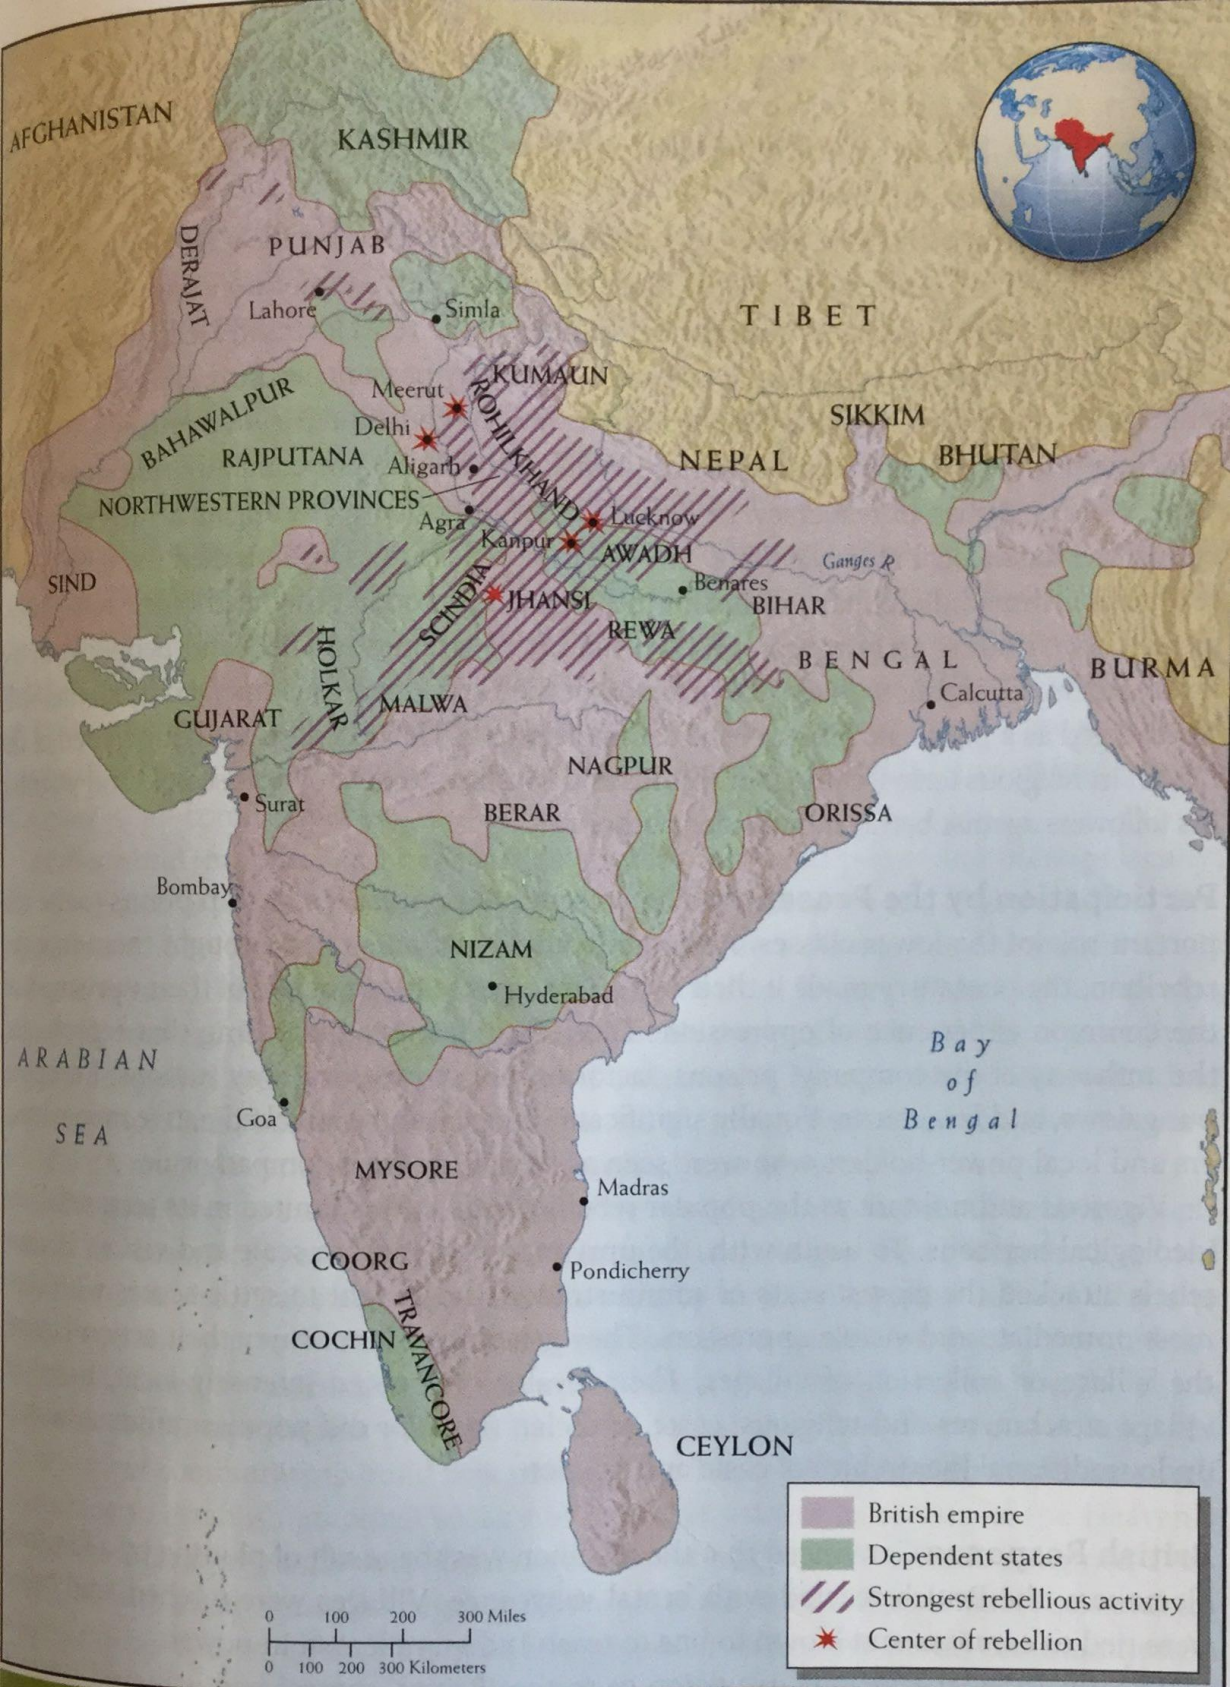 AFGHANISTAN
KASHMIR
DERAJAT
PUNJAB
Lahore
Simla
TIBET
KUMAUN
Meerut
ROHILKHAND
BAHAWALPUR
Delhi
SIKKIM
RAJPUTANA
Aligarh
NEPAL
BHUTAN
NORTHWESTERN PROVINCES
Agra
Lucknow
Kanpur
AWADH
Ganges R
SIND
Benares
SCINDIA
JHANSI
BIHAR
REWA
HOLKAR
BENGAL
BURMA
Calcutta
MALWA
GUJARAT
NAGPUR
Surat
BERAR
ORISSA
Bombay
NIZAM
Hyderabad
ARABIAN
SEA
Bay
of
Bengal
Goa
MYSORE
Madras
COORG
Pondicherry
TRAVANCORE
COCHIN
CEYLON
British empire
Dependent states
Strongest rebellious activity
Center of rebellion
0 100 200 300 Miles
0 100 200 300 Kilometers